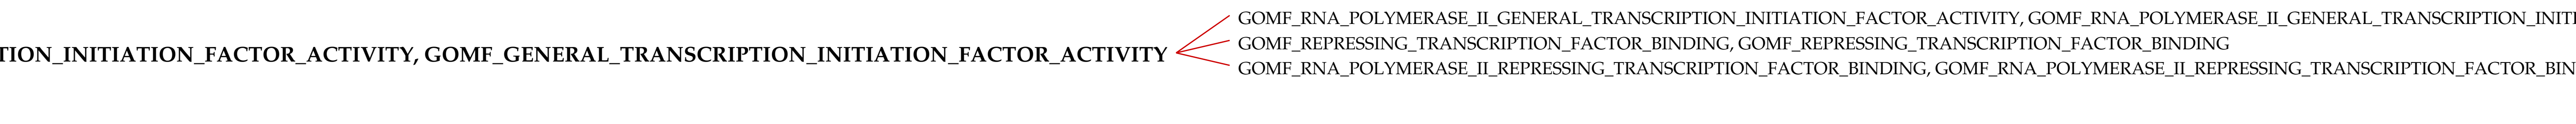 GOMF_RNA_POLYMERASE_II_GENERAL_TRANSCRIPTION_INITIATION_FACTOR_ACTIVITY, GOMF_RNA_POLYMERASE_II_GENERAL_TRANSCRIPTION_INITI
GOMF_REPRESSING_TRANSCRIPTION_FACTOR_BINDING, GOMF_REPRESSING_TRANSCRIPTION_FACTOR_BINDING
TION_INITIATION_FACTOR_ACTIVITY, GOMF_GENERAL_TRANSCRIPTION_INITIATION_FACTOR_ACTIVITY
GOMF_RNA_POLYMERASE_II_REPRESSING_TRANSCRIPTION_FACTOR_BINDING, GOMF_RNA_POLYMERASE_II_REPRESSING_TRANSCRIPTION_FACTOR_BIN